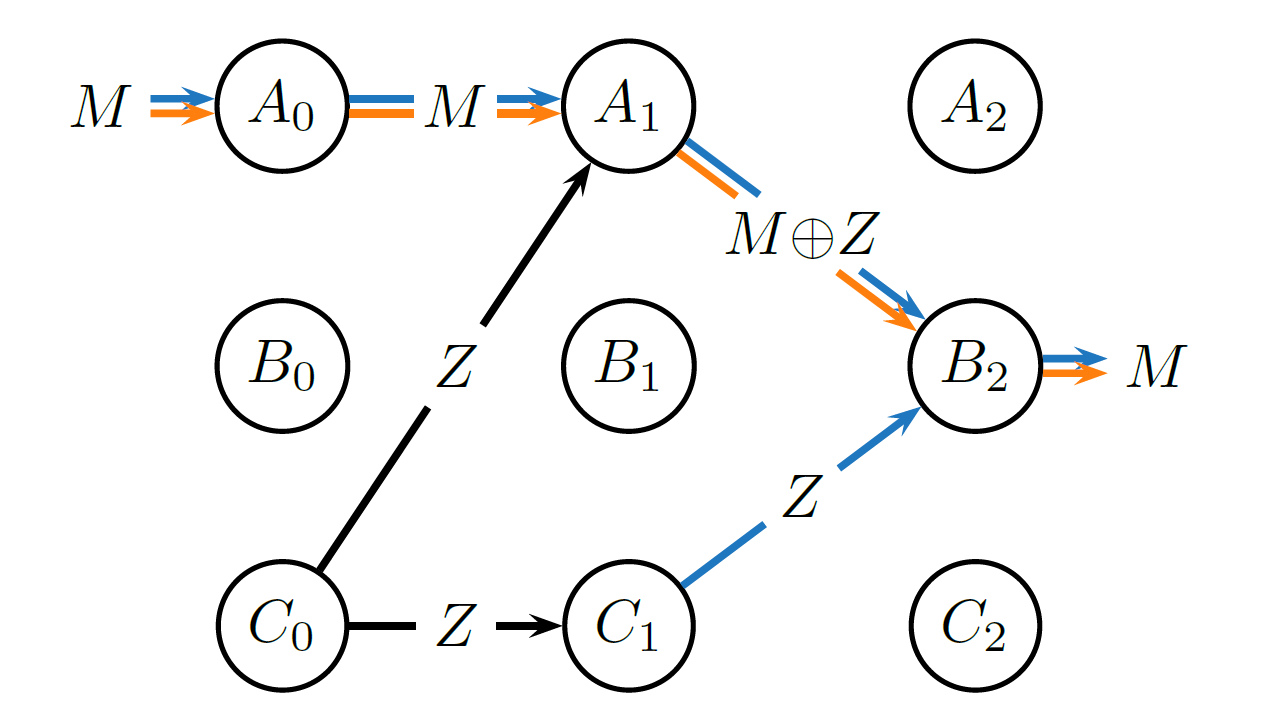 M A₀ M A₁ A₂
M⊕Z
B₀ Z B₁ B₂ M
Z
C₀ Z C₁ C₂